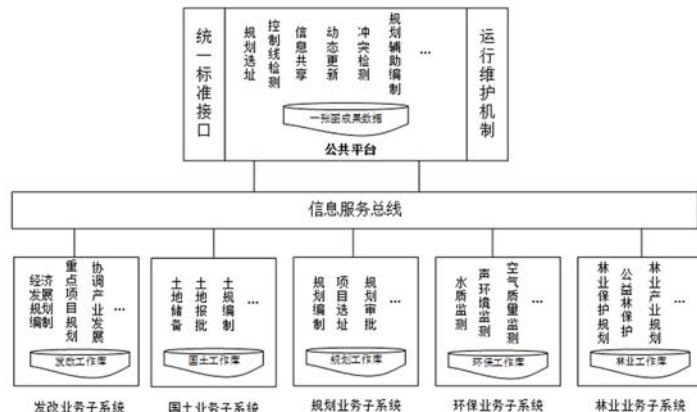 统一标准接口
规划选址
控制线检测
信息共享
动态更新
冲突检测
规划辅助编制
…
运行维护机制
一张图成果数据
公共平台
信息服务总线
经济发展规划编制
重点项目规划
协调产业发展
…
发改工作库
土地储备
土地报批
土规编制
…
国土工作库
规划编制
项目选址
规划审批
…
规划工作库
水质监测
声环境监测
空气质量监测
…
环保工作库
林业保护规划
公益林保护
林业产业规划
…
林业工作库
发改业务子系统
国土业务子系统
规划业务子系统
环保业务子系统
林业业务子系统